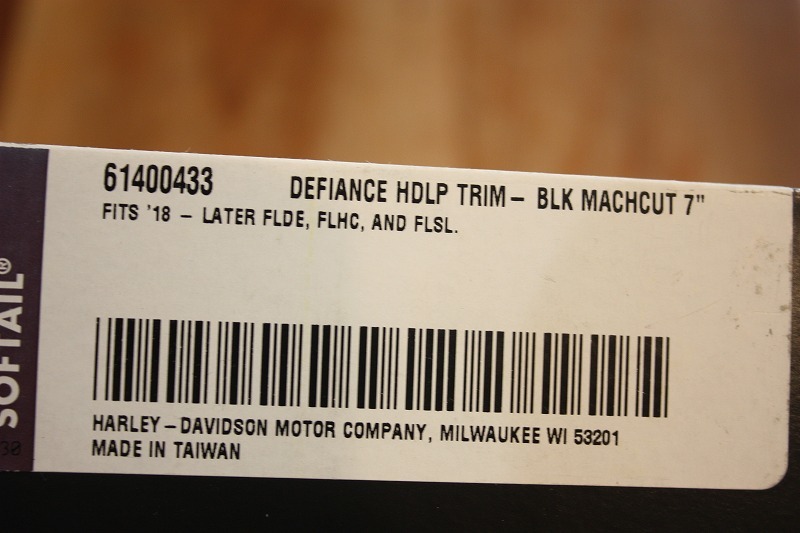 61400433 DEFIANCE HDLP TRIM – BLK MACHCUT 7"
FITS '18 – LATER FLDE, FLHC, AND FLSL.
SOFTAIL®
30
HARLEY – DAVIDSON MOTOR COMPANY, MILWAUKEE WI 53201
MADE IN TAIWAN